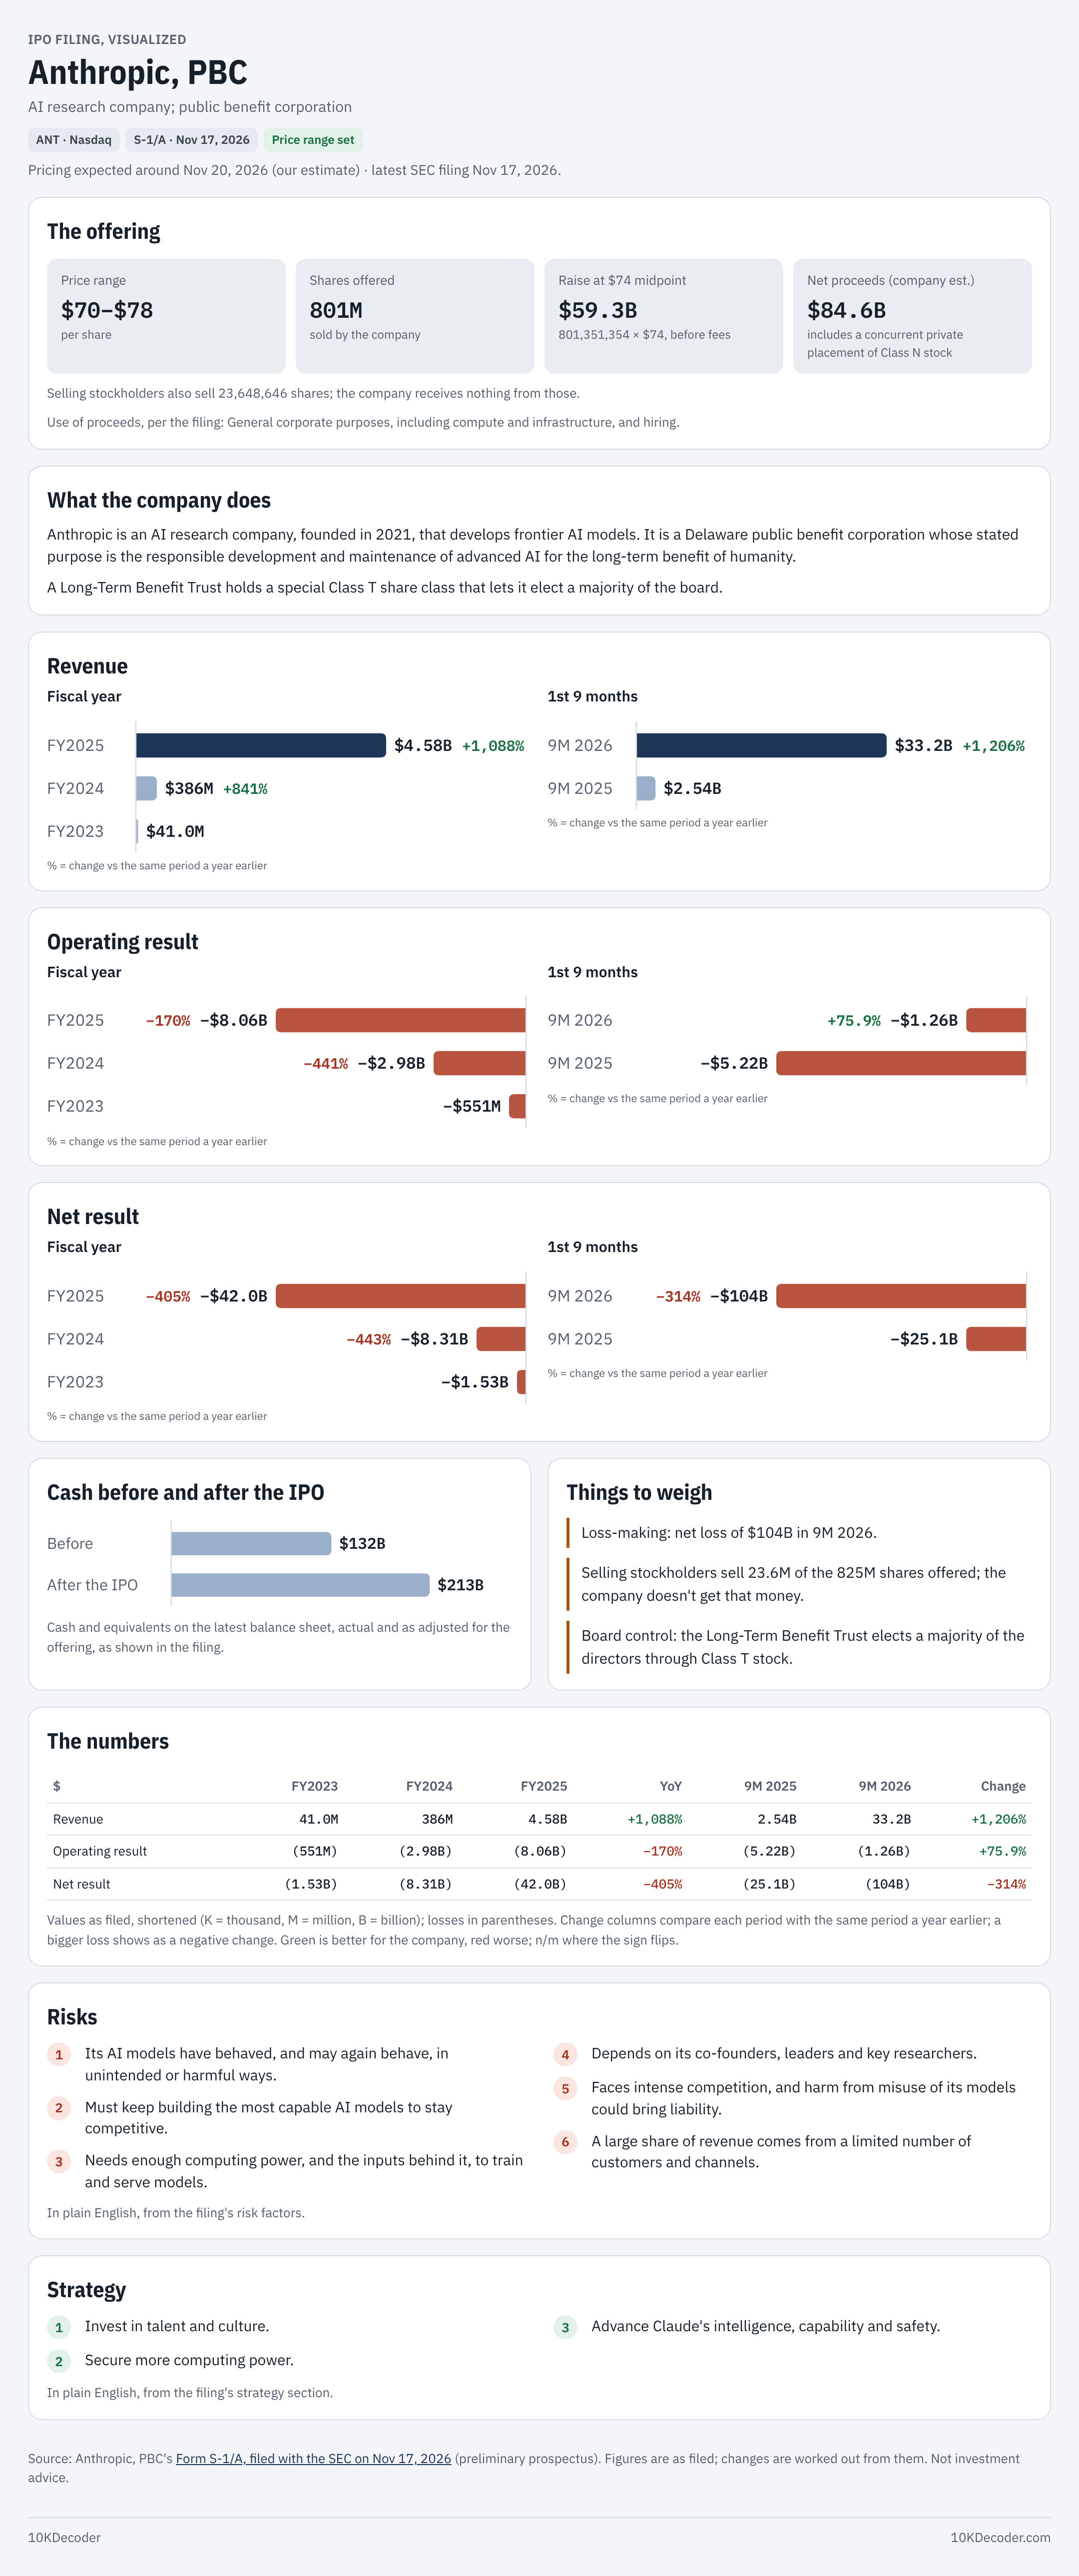 IPO FILING, VISUALIZED
Anthropic, PBC
AI research company; public benefit corporation
ANT · Nasdaq
S-1/A · Nov 17, 2026
Price range set
Pricing expected around Nov 20, 2026 (our estimate) · latest SEC filing Nov 17, 2026.
The offering
Price range
$70–$78
per share
Shares offered
801M
sold by the company
Raise at $74 midpoint
$59.3B
801,351,354 × $74, before fees
Net proceeds (company est.)
$84.6B
includes a concurrent private
placement of Class N stock
Selling stockholders also sell 23,648,646 shares; the company receives nothing from those.
Use of proceeds, per the filing: General corporate purposes, including compute and infrastructure, and hiring.
What the company does
Anthropic is an AI research company, founded in 2021, that develops frontier AI models. It is a Delaware public benefit corporation whose stated
purpose is the responsible development and maintenance of advanced AI for the long-term benefit of humanity.
A Long-Term Benefit Trust holds a special Class T share class that lets it elect a majority of the board.
Revenue
Fiscal year
FY2025 $4.58B +1,088%
FY2024 $386M +841%
FY2023 $41.0M
% = change vs the same period a year earlier
1st 9 months
9M 2026 $33.2B +1,206%
9M 2025 $2.54B
% = change vs the same period a year earlier
Operating result
Fiscal year
FY2025 −170% −$8.06B
FY2024 −441% −$2.98B
FY2023 −$551M
% = change vs the same period a year earlier
1st 9 months
9M 2026 +75.9% −$1.26B
9M 2025 −$5.22B
% = change vs the same period a year earlier
Net result
Fiscal year
FY2025 −405% −$42.0B
FY2024 −443% −$8.31B
FY2023 −$1.53B
% = change vs the same period a year earlier
1st 9 months
9M 2026 −314% −$104B
9M 2025 −$25.1B
% = change vs the same period a year earlier
Cash before and after the IPO
Before $132B
After the IPO $213B
Cash and equivalents on the latest balance sheet, actual and as adjusted for the
offering, as shown in the filing.
Things to weigh
Loss-making: net loss of $104B in 9M 2026.
Selling stockholders sell 23.6M of the 825M shares offered; the
company doesn't get that money.
Board control: the Long-Term Benefit Trust elects a majority of the
directors through Class T stock.
The numbers
$ FY2023 FY2024 FY2025 YoY 9M 2025 9M 2026 Change
Revenue 41.0M 386M 4.58B +1,088% 2.54B 33.2B +1,206%
Operating result (551M) (2.98B) (8.06B) −170% (5.22B) (1.26B) +75.9%
Net result (1.53B) (8.31B) (42.0B) −405% (25.1B) (104B) −314%
Values as filed, shortened (K = thousand, M = million, B = billion); losses in parentheses. Change columns compare each period with the same period a year earlier; a
bigger loss shows as a negative change. Green is better for the company, red worse; n/m where the sign flips.
Risks
1 Its AI models have behaved, and may again behave, in
unintended or harmful ways.
2 Must keep building the most capable AI models to stay
competitive.
3 Needs enough computing power, and the inputs behind it, to train
and serve models.
4 Depends on its co-founders, leaders and key researchers.
5 Faces intense competition, and harm from misuse of its models
could bring liability.
6 A large share of revenue comes from a limited number of
customers and channels.
In plain English, from the filing's risk factors.
Strategy
1 Invest in talent and culture.
2 Secure more computing power.
3 Advance Claude's intelligence, capability and safety.
In plain English, from the filing's strategy section.
Source: Anthropic, PBC's Form S-1/A, filed with the SEC on Nov 17, 2026 (preliminary prospectus). Figures are as filed; changes are worked out from them. Not investment
advice.
10KDecoder
10KDecoder.com